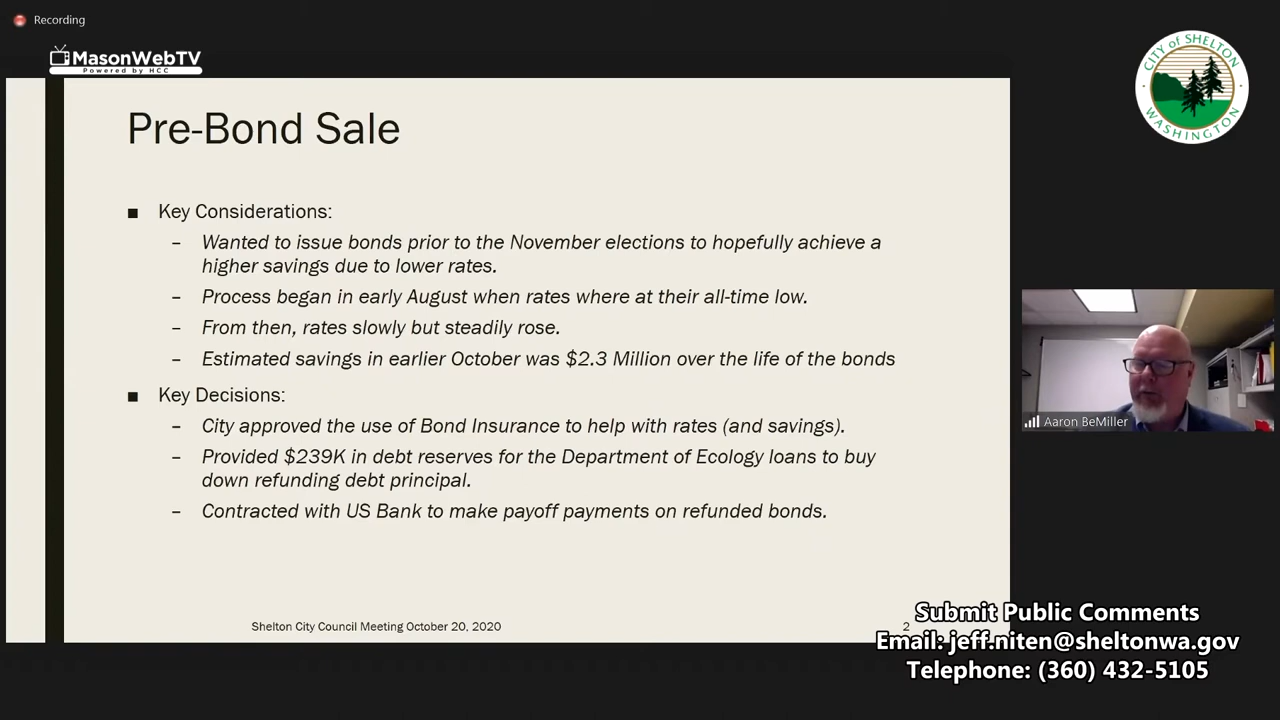 Recording
MasonWebTV
Powered by HCC
CITY of SHELTON
WASHINGTON
Pre-Bond Sale
■ Key Considerations:
– Wanted to issue bonds prior to the November elections to hopefully achieve a
higher savings due to lower rates.
– Process began in early August when rates where at their all-time low.
– From then, rates slowly but steadily rose.
– Estimated savings in earlier October was $2.3 Million over the life of the bonds
■ Key Decisions:
– City approved the use of Bond Insurance to help with rates (and savings).
– Provided $239K in debt reserves for the Department of Ecology loans to buy
down refunding debt principal.
– Contracted with US Bank to make payoff payments on refunded bonds.
Aaron BeMiller
Shelton City Council Meeting October 20, 2020
2
Submit Public Comments
Email: jeff.niten@sheltonwa.gov
Telephone: (360) 432-5105